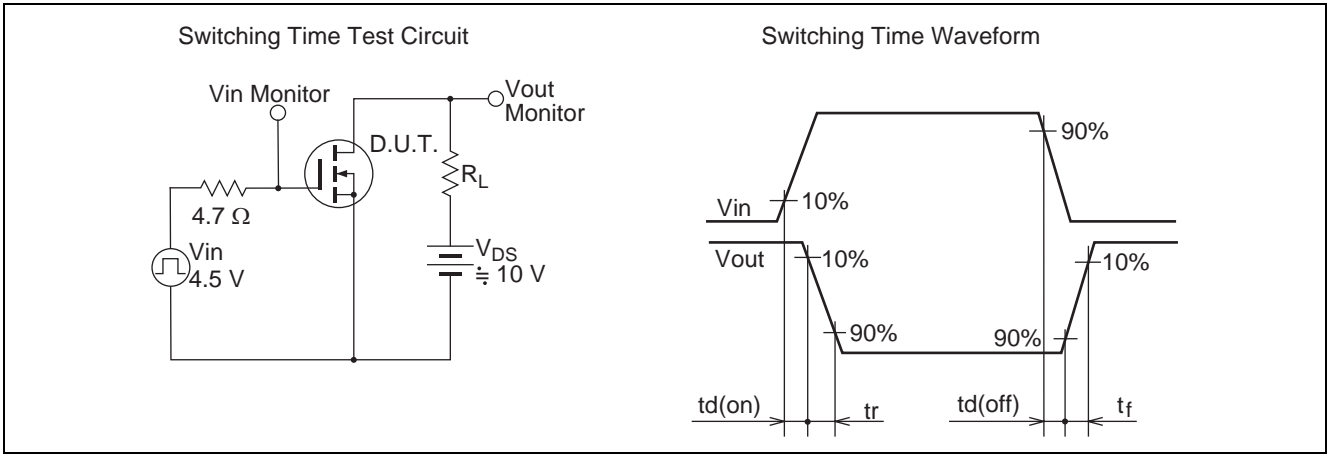 Switching Time Test Circuit
Vin Monitor
Vout
Monitor
D.U.T.
RL
4.7 Ω
Vin
4.5 V
VDS
≒ 10 V
Switching Time Waveform
90%
10%
Vin
Vout
10%
10%
90%
90%
td(on)
tr
td(off)
tf